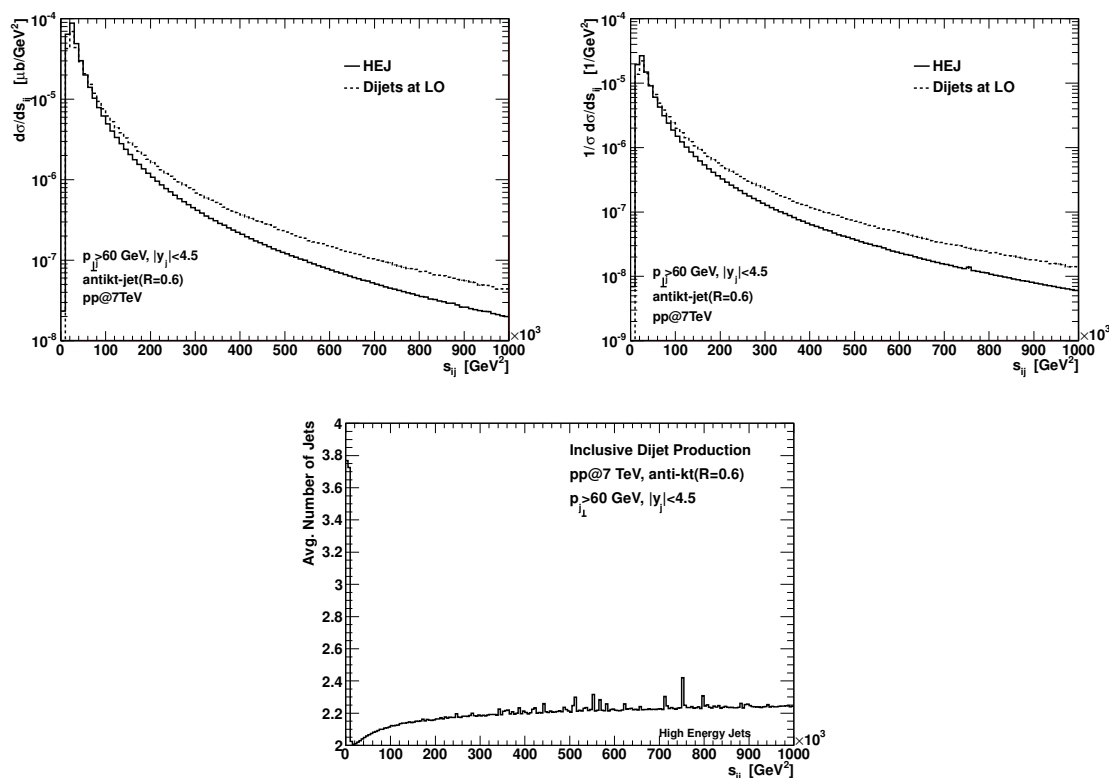 dσ/ds_ij [μb/GeV²]
10⁻⁴
10⁻⁵
10⁻⁶
10⁻⁷
10⁻⁸
HEJ
Dijets at LO
p_⊥j>60 GeV, |y_j|<4.5
antikt-jet(R=0.6)
pp@7TeV
0 100 200 300 400 500 600 700 800 900 1000
×10³
s_ij [GeV²]
1/σ dσ/ds_ij [1/GeV²]
10⁻⁴
10⁻⁵
10⁻⁶
10⁻⁷
10⁻⁸
10⁻⁹
HEJ
Dijets at LO
p_⊥j>60 GeV, |y_j|<4.5
antikt-jet(R=0.6)
pp@7TeV
0 100 200 300 400 500 600 700 800 900 1000
×10³
s_ij [GeV²]
Avg. Number of Jets
4
3.8
3.6
3.4
3.2
3
2.8
2.6
2.4
2.2
2
Inclusive Dijet Production
pp@7 TeV, anti-kt(R=0.6)
p_j⊥>60 GeV, |y_j|<4.5
High Energy Jets
0 100 200 300 400 500 600 700 800 900 1000
×10³
s_ij [GeV²]